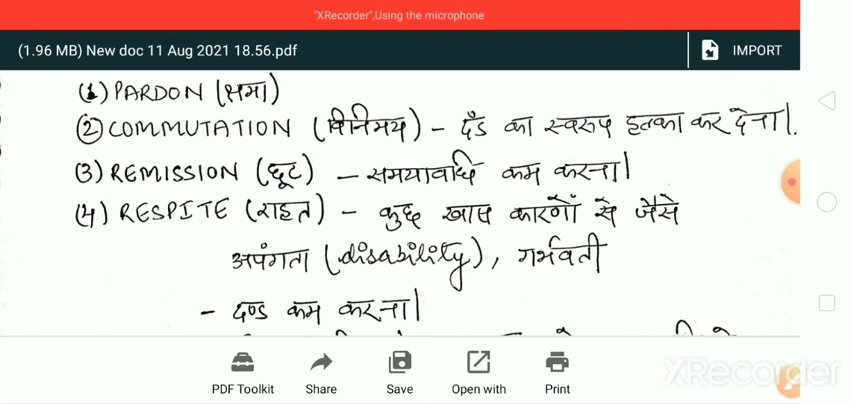 "XRecorder",Using the microphone
(1.96 MB) New doc 11 Aug 2021 18.56.pdf
IMPORT
(1) PARDON (क्षमा)
(2) COMMUTATION (विनिमय) - दँड का स्वरुप हलका कर देना।.
(3) REMISSION (छूट) - समयावधि कम करना।
(4) RESPITE (राहत) - कुछ खास कारणों से जैसे
अपंगता (disability), गर्भवती
- दण्ड कम करना।
PDF Toolkit Share Save Open with Print
XRecorder